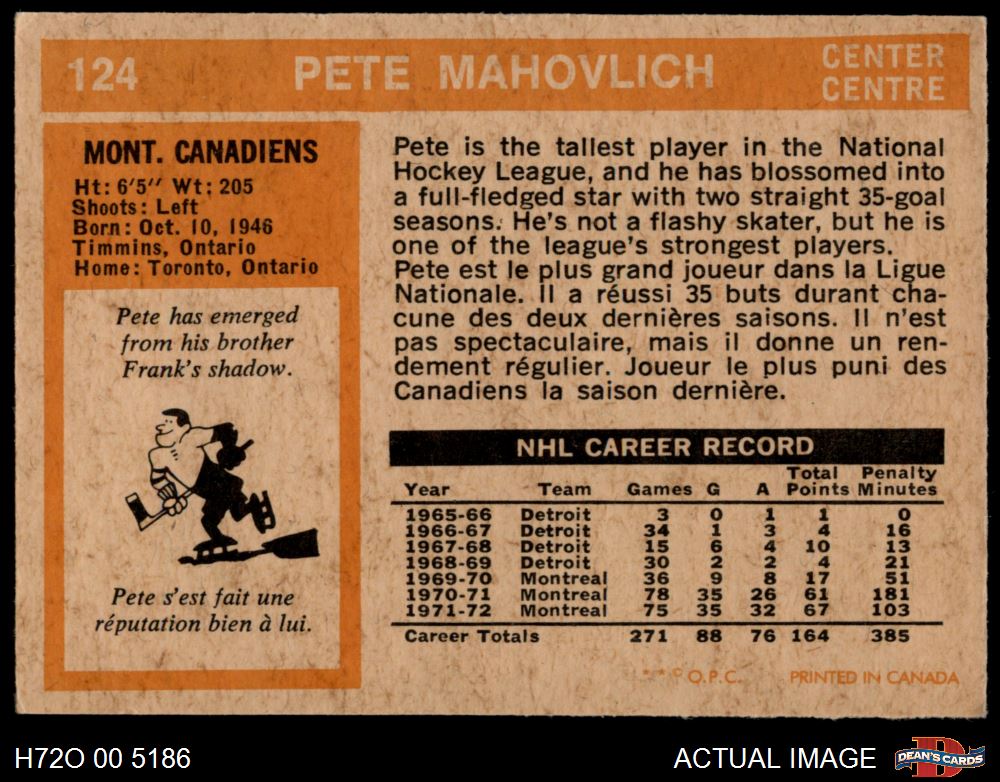 124 PETE MAHOVLICH CENTER
CENTRE
MONT. CANADIENS
Ht: 6'5" Wt: 205
Shoots: Left
Born: Oct. 10, 1946
Timmins, Ontario
Home: Toronto, Ontario
Pete has emerged
from his brother
Frank's shadow.
Pete s'est fait une
réputation bien à lui.
Pete is the tallest player in the National
Hockey League, and he has blossomed into
a full-fledged star with two straight 35-goal
seasons. He's not a flashy skater, but he is
one of the league's strongest players.
Pete est le plus grand joueur dans la Ligue
Nationale. Il a réussi 35 buts durant cha-
cune des deux dernières saisons. Il n'est
pas spectaculaire, mais il donne un ren-
dement régulier. Joueur le plus puni des
Canadiens la saison dernière.
NHL CAREER RECORD
Year Team Games G A Total Points Penalty Minutes
1965-66 Detroit 3 0 1 1 0
1966-67 Detroit 34 1 3 4 16
1967-68 Detroit 15 6 4 10 13
1968-69 Detroit 30 2 2 4 21
1969-70 Montreal 36 9 8 17 51
1970-71 Montreal 78 35 26 61 181
1971-72 Montreal 75 35 32 67 103
Career Totals 271 88 76 164 385
* * © O.P.C. PRINTED IN CANADA
H72O 00 5186 ACTUAL IMAGE D DEAN'S CARDS